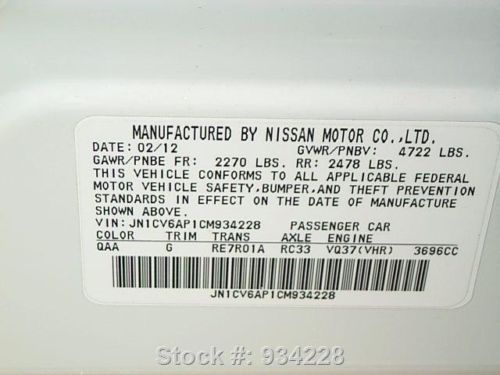 MANUFACTURED BY NISSAN MOTOR CO.,LTD.
DATE: 02/12 GVWR/PNBV: 4722 LBS.
GAWR/PNBE FR: 2270 LBS. RR: 2478 LBS.
THIS VEHICLE CONFORMS TO ALL APPLICABLE FEDERAL
MOTOR VEHICLE SAFETY,BUMPER,AND THEFT PREVENTION
STANDARDS IN EFFECT ON THE DATE OF MANUFACTURE
SHOWN ABOVE.
VIN:JN1CV6AP1CM934228 PASSENGER CAR
COLOR TRIM TRANS AXLE ENGINE
QAA G RE7R01A RC33 VQ37(VHR) 3696CC
JN1CV6AP1CM934228
Stock #: 934228